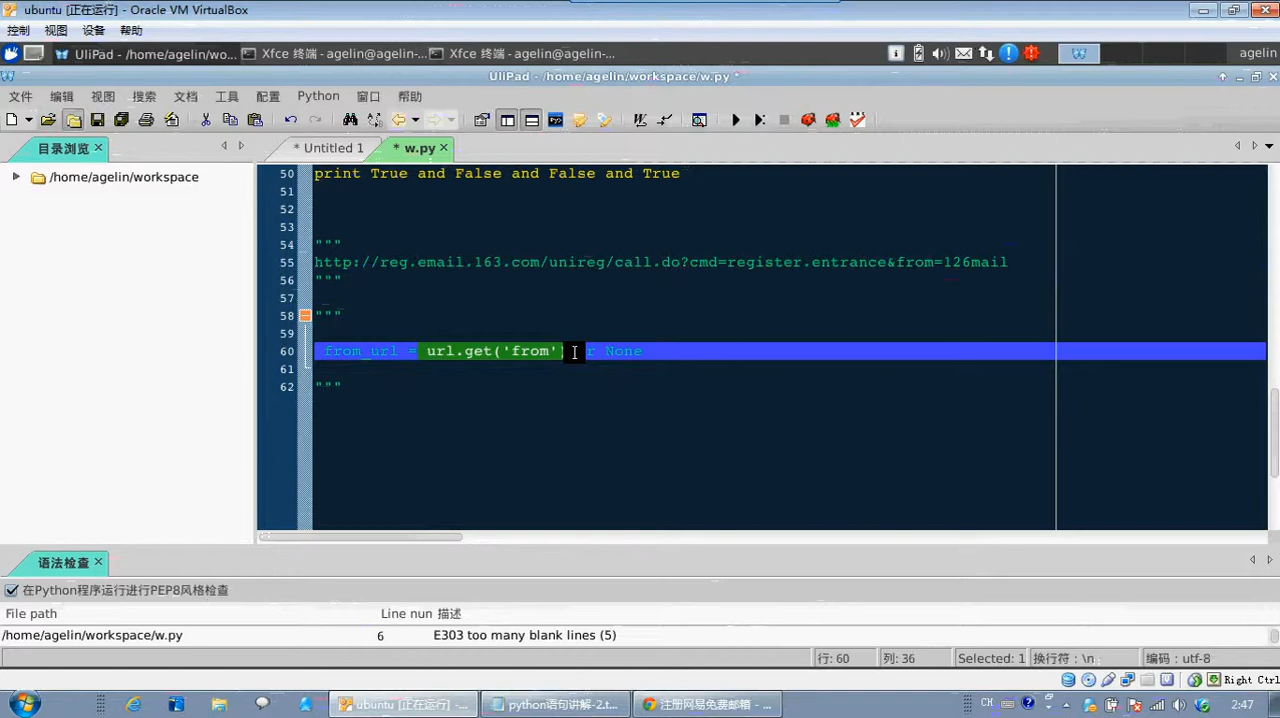 ubuntu [正在运行] - Oracle VM VirtualBox
控制 视图 设备 帮助
UliPad - /home/agelin/wo... Xfce 终端 - agelin@agelin-... Xfce 终端 - agelin@agelin-... agelin
UliPad - /home/agelin/workspace/w.py *
文件 编辑 视图 搜索 文档 工具 配置 Python 窗口 帮助
目录浏览 * Untitled 1 * w.py
/home/agelin/workspace
50 print True and False and False and True
51
52
53
54 """
55 http://reg.email.163.com/unireg/call.do?cmd=register.entrance&from=126mail
56 """
57
58 """
59
60 from_url = url.get('from') r None
61
62 """
语法检查
在Python程序运行进行PEP8风格检查
File path Line nun 描述
/home/agelin/workspace/w.py 6 E303 too many blank lines (5)
行: 60 列: 36 Selected: 1 换行符: \n 编码: utf-8
Right Ctrl
ubuntu [正在运行] -... python语句讲解-2.t... 注册网易免费邮箱 - ... CH 2:47